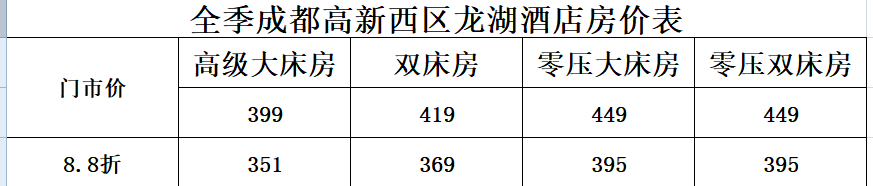 全季成都高新西区龙湖酒店房价表
门市价 高级大床房 双床房 零压大床房 零压双床房
399 419 449 449
8.8折 351 369 395 395